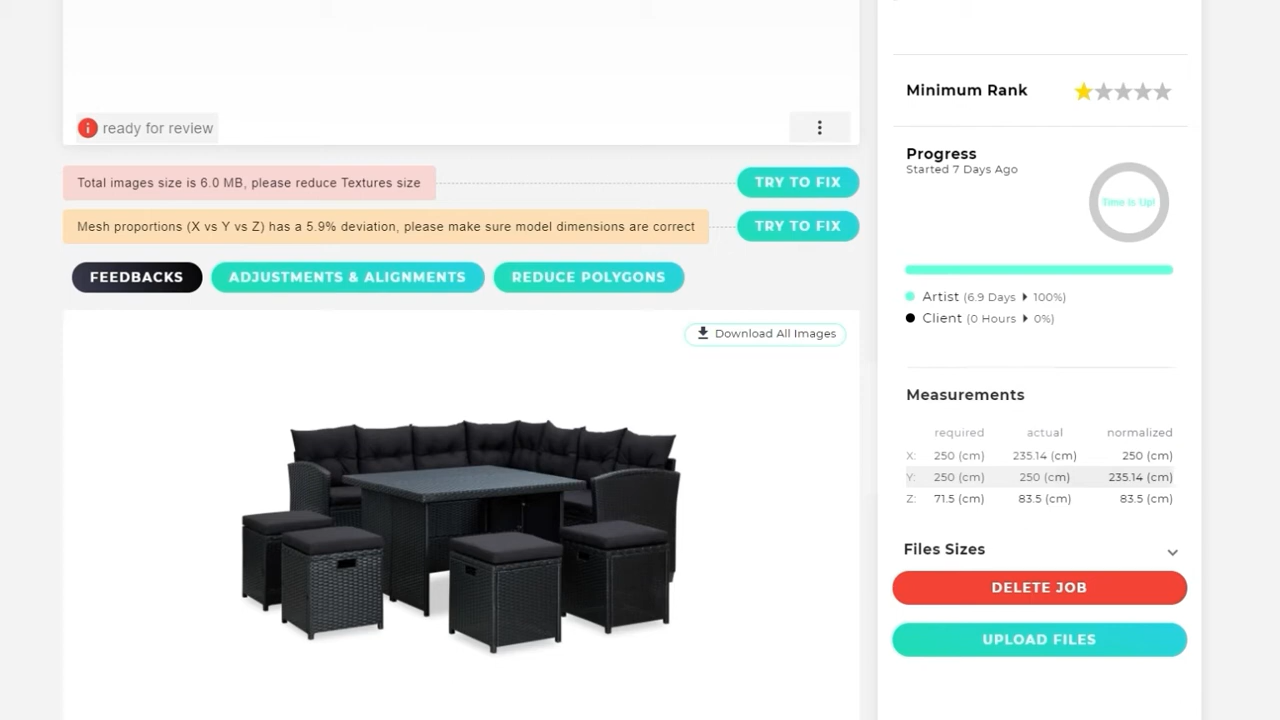 ready for review
Total images size is 6.0 MB, please reduce Textures size
TRY TO FIX
Mesh proportions (X vs Y vs Z) has a 5.9% deviation, please make sure model dimensions are correct
TRY TO FIX
FEEDBACKS
ADJUSTMENTS & ALIGNMENTS
REDUCE POLYGONS
Download All Images
Minimum Rank
Progress
Started 7 Days Ago
Time is Up!
Artist (6.9 Days 100%)
Client (0 Hours 0%)
Measurements
required actual normalized
X: 250 (cm) 235.14 (cm) 250 (cm)
Y: 250 (cm) 250 (cm) 235.14 (cm)
Z: 71.5 (cm) 83.5 (cm) 83.5 (cm)
Files Sizes
DELETE JOB
UPLOAD FILES